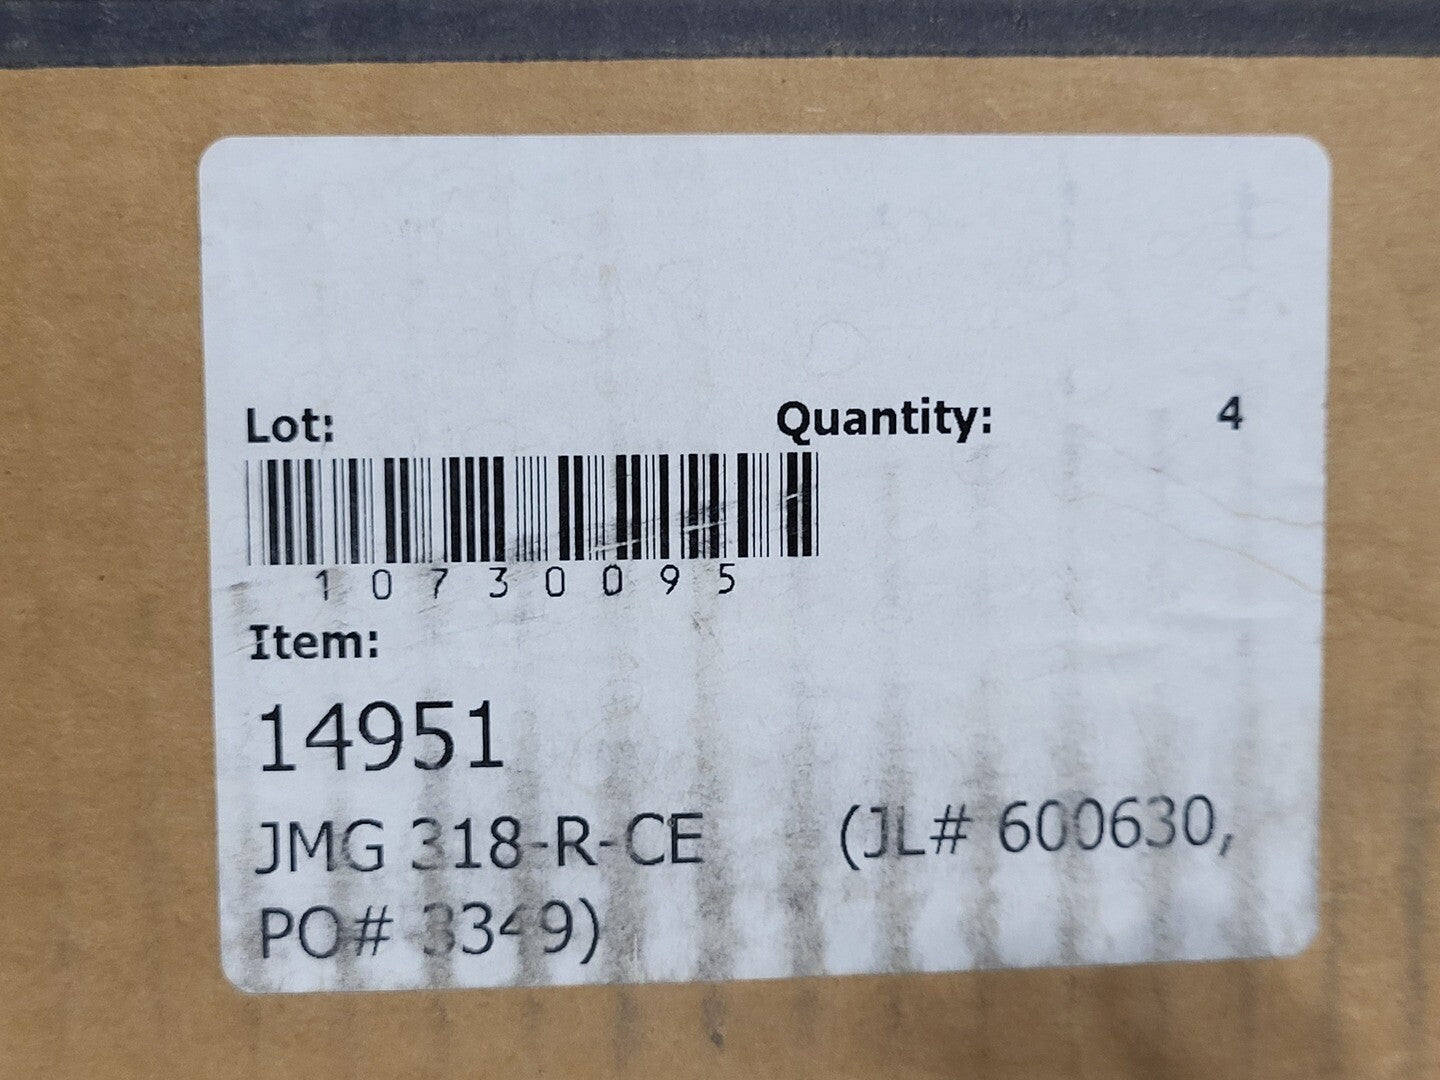 Lot:
Quantity: 4
10730095
Item:
14951
JMG 318-R-CE (JL# 600630,
PO# 3349)